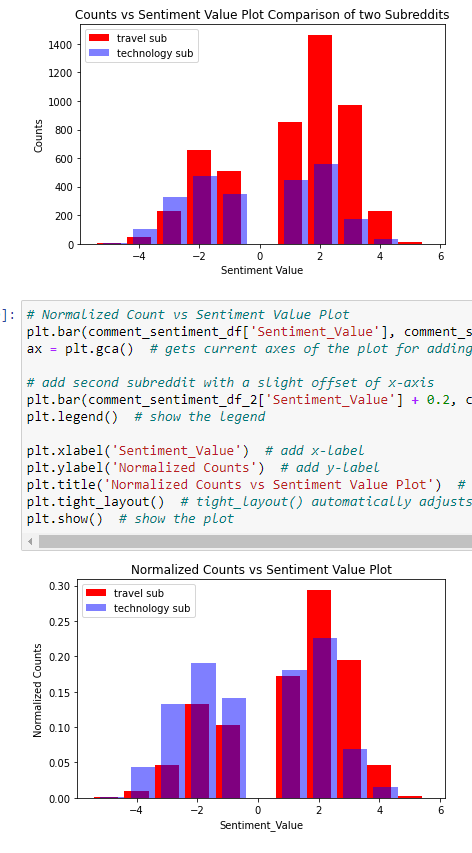 Counts vs Sentiment Value Plot Comparison of two Subreddits
travel sub
technology sub
1400
1200
1000
800
600
400
200
0
Counts
−4 −2 0 2 4 6
Sentiment Value
]: # Normalized Count vs Sentiment Value Plot
plt.bar(comment_sentiment_df['Sentiment_Value'], comment_s
ax = plt.gca()  # gets current axes of the plot for adding
# add second subreddit with a slight offset of x-axis
plt.bar(comment_sentiment_df_2['Sentiment_Value'] + 0.2, c
plt.legend()  # show the legend
plt.xlabel('Sentiment_Value')  # add x-label
plt.ylabel('Normalized Counts')  # add y-label
plt.title('Normalized Counts vs Sentiment Value Plot')  #
plt.tight_layout()  # tight_layout() automatically adjusts
plt.show()  # show the plot
Normalized Counts vs Sentiment Value Plot
travel sub
technology sub
0.30
0.25
0.20
0.15
0.10
0.05
0.00
Normalized Counts
−4 −2 0 2 4 6
Sentiment_Value